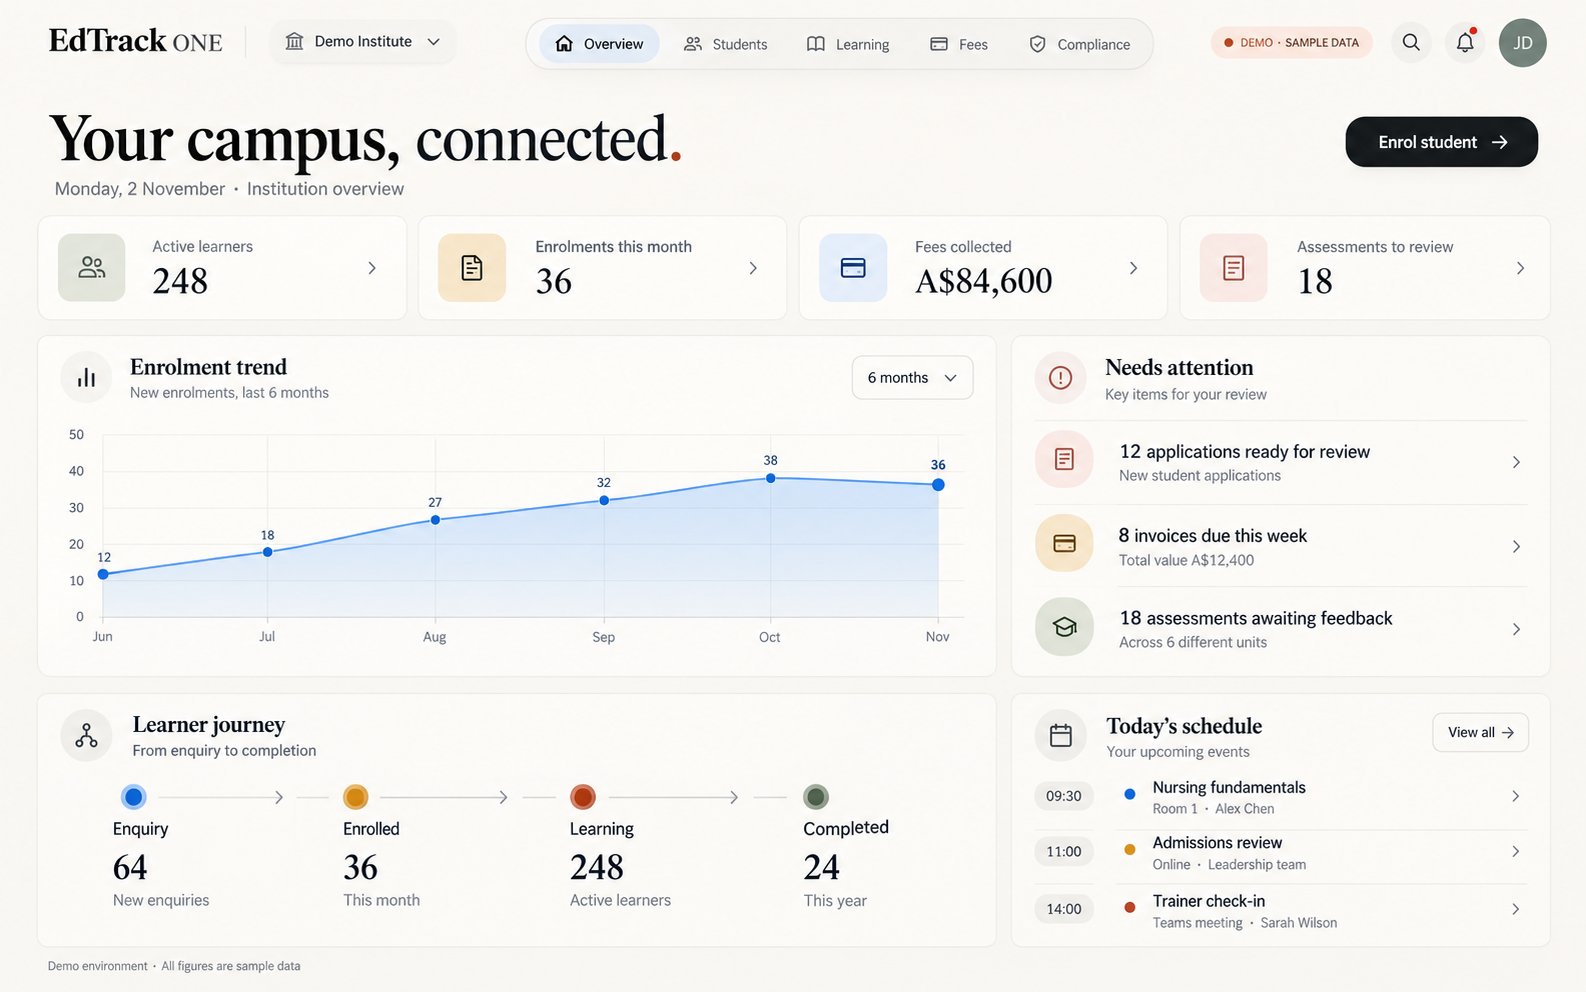 EdTrack ONE
Demo Institute
Overview
Students
Learning
Fees
Compliance
DEMO · SAMPLE DATA
JD
Your campus, connected.
Monday, 2 November · Institution overview
Enrol student →
Active learners
248
Enrolments this month
36
Fees collected
A$84,600
Assessments to review
18
Enrolment trend
New enrolments, last 6 months
6 months
50
40
30
20
10
0
12
18
27
32
38
36
Jun
Jul
Aug
Sep
Oct
Nov
Needs attention
Key items for your review
12 applications ready for review
New student applications
8 invoices due this week
Total value A$12,400
18 assessments awaiting feedback
Across 6 different units
Learner journey
From enquiry to completion
Enquiry
64
New enquiries
Enrolled
36
This month
Learning
248
Active learners
Completed
24
This year
Today’s schedule
Your upcoming events
View all →
09:30
Nursing fundamentals
Room 1 · Alex Chen
11:00
Admissions review
Online · Leadership team
14:00
Trainer check-in
Teams meeting · Sarah Wilson
Demo environment · All figures are sample data